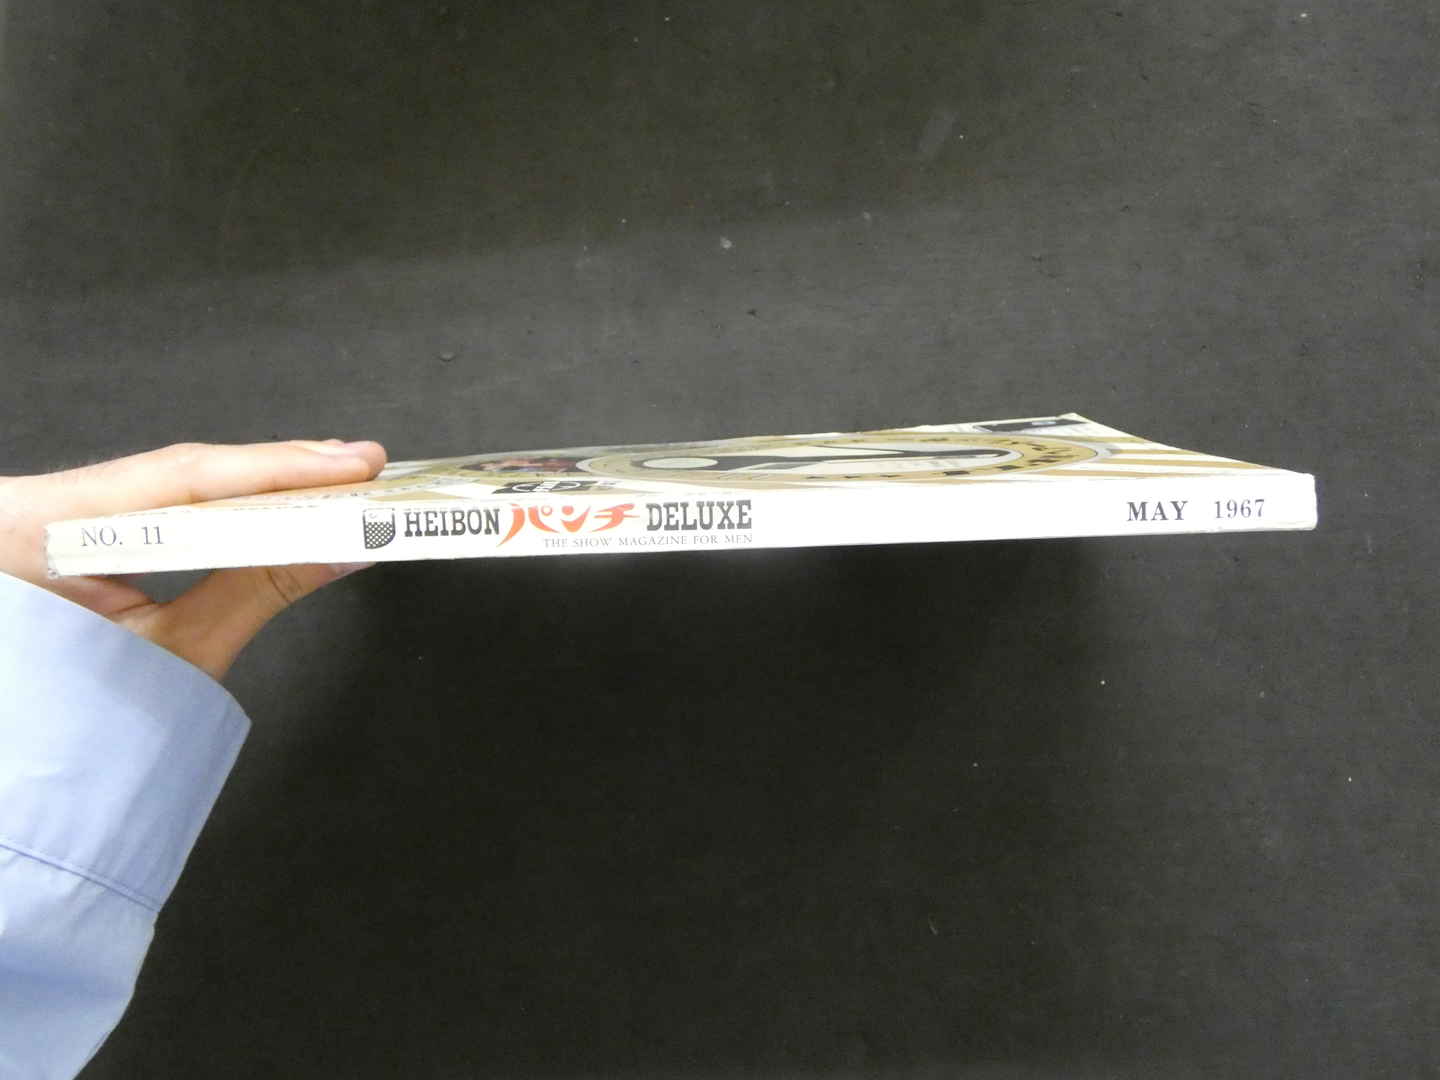 NO. 11
HEIBON パンチ DELUXE
THE SHOW MAGAZINE FOR MEN
MAY 1967